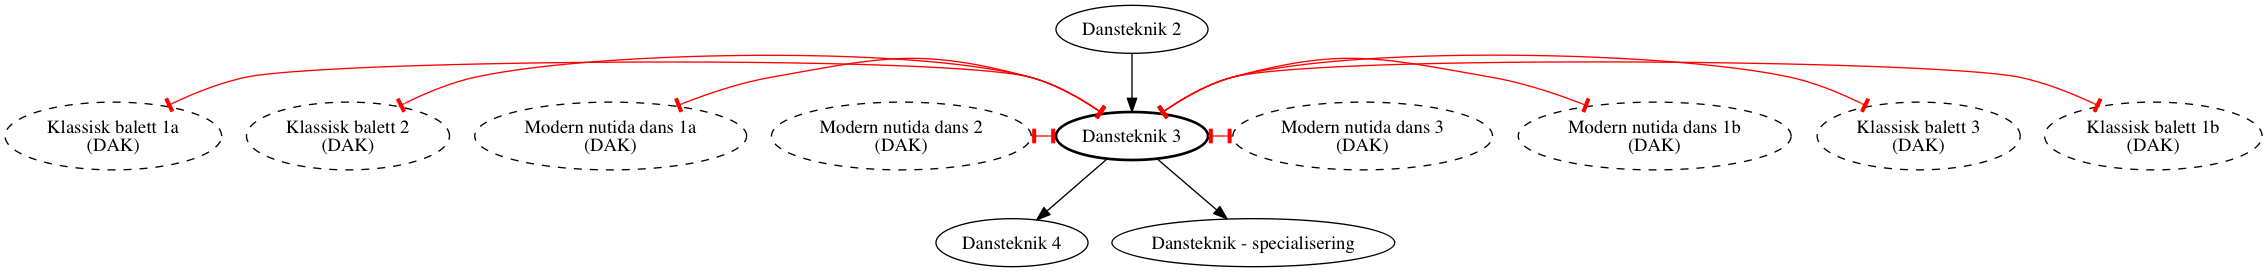 Dansteknik 2
Klassisk balett 1a
(DAK)
Klassisk balett 2
(DAK)
Modern nutida dans 1a
(DAK)
Modern nutida dans 2
(DAK)
Dansteknik 3
Modern nutida dans 3
(DAK)
Modern nutida dans 1b
(DAK)
Klassisk balett 3
(DAK)
Klassisk balett 1b
(DAK)
Dansteknik 4
Dansteknik - specialisering